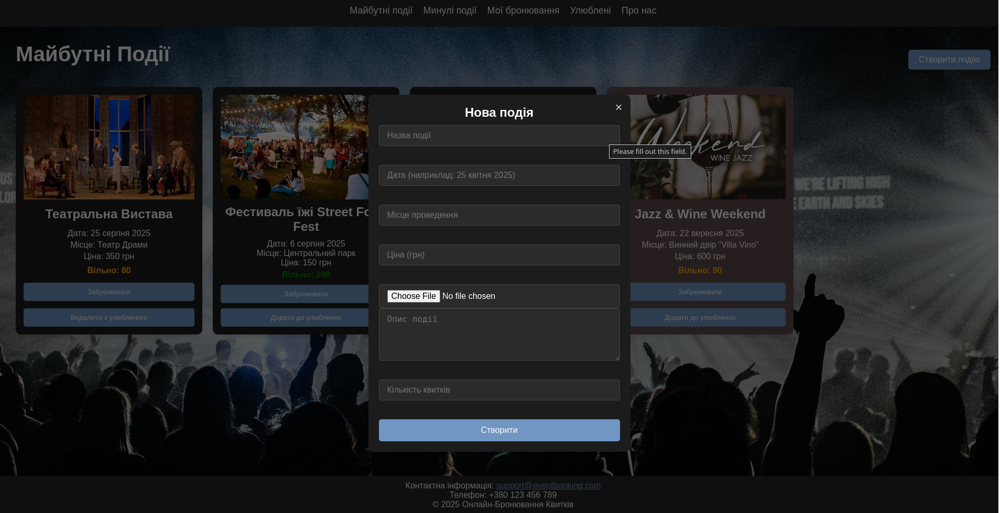 Майбутні події Минулі події Мої бронювання Улюблені Про нас
Майбутні Події
Створити подію
Театральна Вистава
Дата: 25 серпня 2025
Місце: Театр Драми
Ціна: 350 грн
Вільно: 80
Забронювати
Видалити з улюбленого
Фестиваль їжі Street
Fest
Дата: 6 серпня 2025
Місце: Центральний парк
Ціна: 150 грн
Вільно: 200
Забронювати
Додати до улюблених
Нова подія
×
Назва події
Please fill out this field.
Дата (наприклад: 25 квітня 2025)
Місце проведення
Ціна (грн)
Choose File No file chosen
Опис події
Кількість квитків
Створити
Weekend
WINE JAZZ
Jazz & Wine Weekend
Дата: 22 вересня 2025
Місце: Винний двір “Villa Vino”
Ціна: 600 грн
Вільно: 90
Забронювати
Додати до улюблених
US
WE'RE LIFTING HIGH
EARTH AND SKIES
Контактна інформація: support@eventbooking.com
Телефон: +380 123 456 789
© 2025 Онлайн-Бронювання Квитків